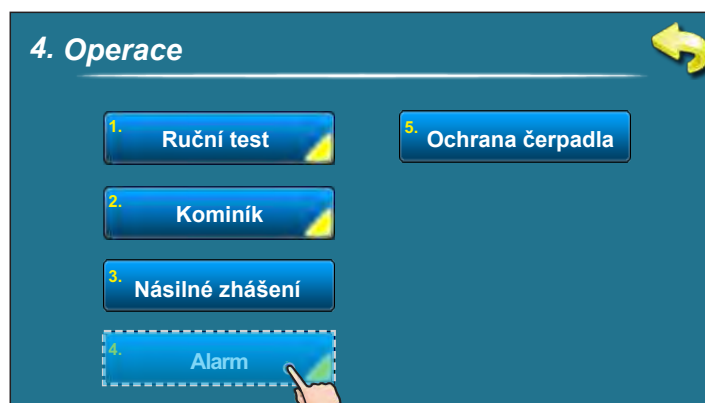 4. Operace
1. Ruční test
2. Kominík
3. Násilné zhášení
4. Alarm
5. Ochrana čerpadla